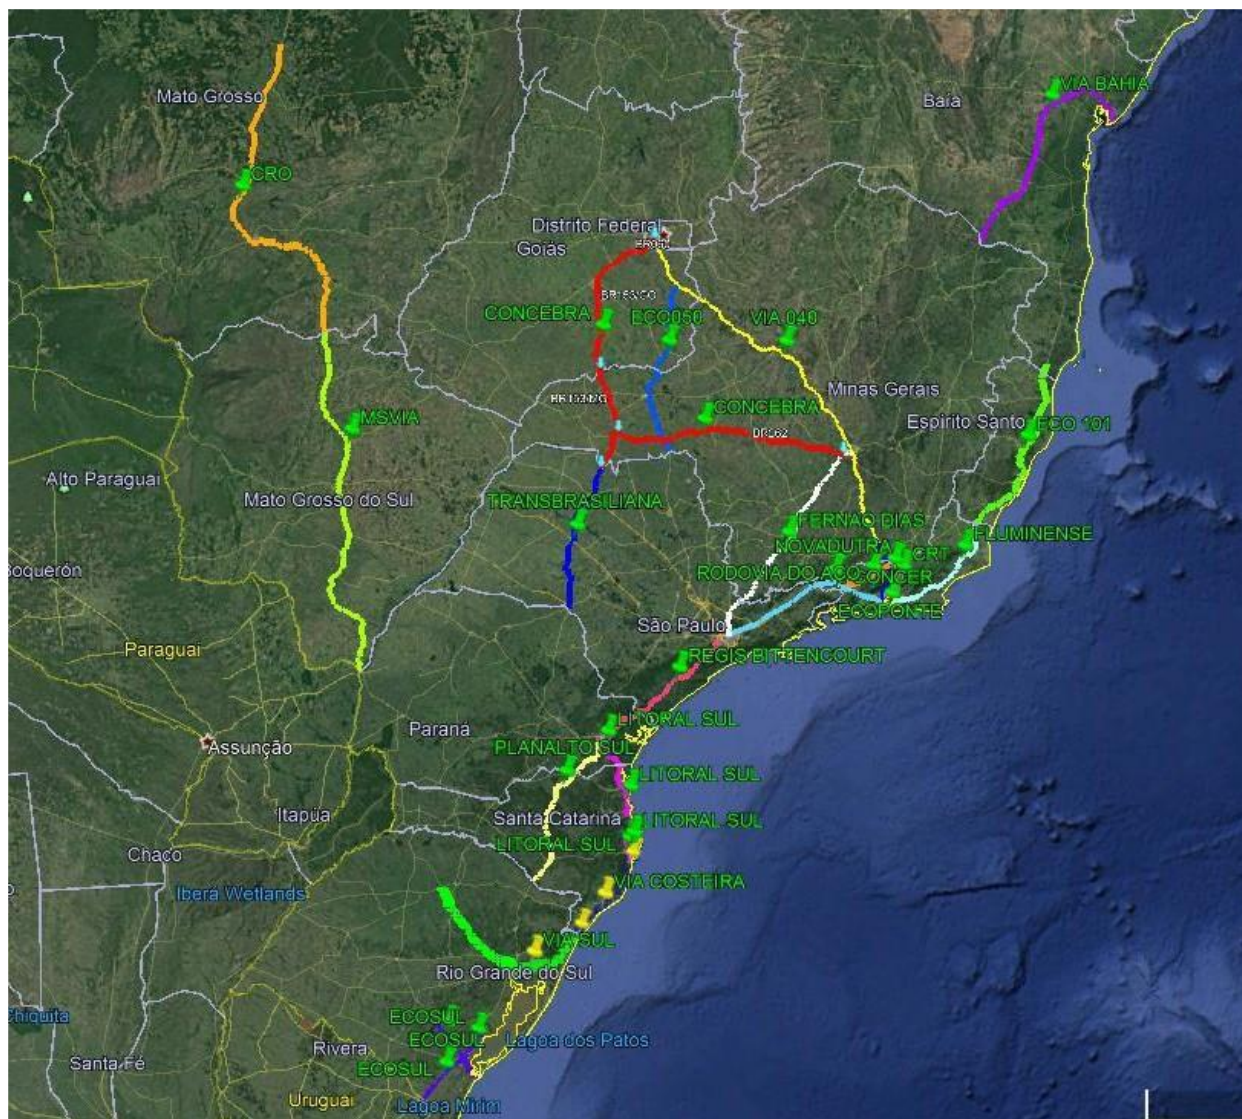 VIA BAHIA
Mato Grosso
Baía
CRO
Distrito Federal
Goiás
BR153/GO
CONCEBRA
ECO050
VIA 040
Minas Gerais
CONCEBRA
Espírito Santo
ECO 101
MSVIA
Alto Paraguai
Mato Grosso do Sul
TRANSBRASILIANA
FERNAO DIAS
FLUMINENSE
NOVADUTRA
CRT
Boquerón
RODOVIA DO AÇO
CONCER
ECOPONTE
São Paulo
Paraguai
REGIS BITTENCOURT
LITORAL SUL
Paraná
Assunção
PLANALTO SUL
LITORAL SUL
Itapúa
Santa Catarina
LITORAL SUL
LITORAL SUL
Chaco
VIA COSTEIRA
Iberá Wetlands
VIA SUL
Rio Grande do Sul
Chiquita
ECOSUL
ECOSUL
Lagoa dos Patos
Rivera
Santa Fé
ECOSUL
Uruguai
Lagoa Mirim